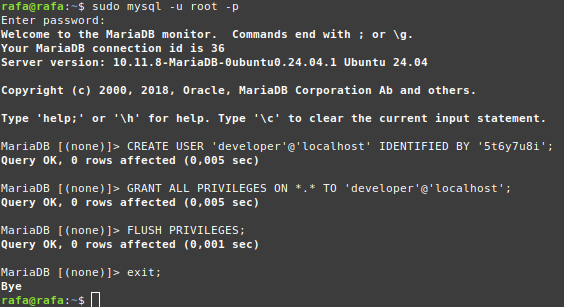 rafa@rafa:~$ sudo mysql -u root -p
Enter password:
Welcome to the MariaDB monitor.  Commands end with ; or \g.
Your MariaDB connection id is 36
Server version: 10.11.8-MariaDB-0ubuntu0.24.04.1 Ubuntu 24.04
Copyright (c) 2000, 2018, Oracle, MariaDB Corporation Ab and others.
Type 'help;' or '\h' for help. Type '\c' to clear the current input statement.
MariaDB [(none)]> CREATE USER 'developer'@'localhost' IDENTIFIED BY '5t6y7u8i';
Query OK, 0 rows affected (0,005 sec)
MariaDB [(none)]> GRANT ALL PRIVILEGES ON *.* TO 'developer'@'localhost';
Query OK, 0 rows affected (0,005 sec)
MariaDB [(none)]> FLUSH PRIVILEGES;
Query OK, 0 rows affected (0,001 sec)
MariaDB [(none)]> exit;
Bye
rafa@rafa:~$